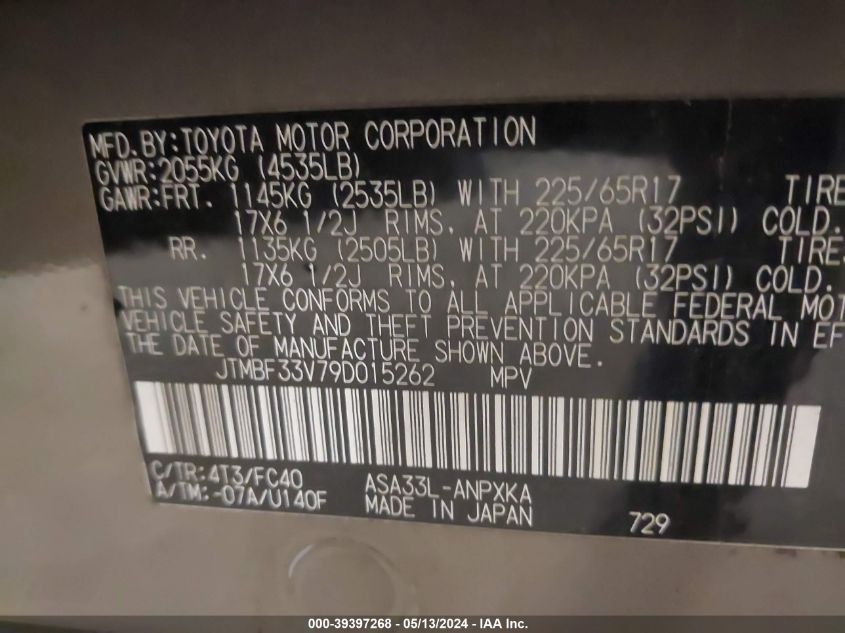 MFD.BY:TOYOTA MOTOR CORPORATION
GVWR:2055KG (4535LB)
GAWR:FRT. 1145KG (2535LB) WITH 225/65R17 TIRE
17X6 1/2J RIMS, AT 220KPA (32PSI) COLD.
RR. 1135KG (2505LB) WITH 225/65R17 TIRES
17X6 1/2J RIMS, AT 220KPA (32PSI) COLD.
THIS VEHICLE CONFORMS TO ALL APPLICABLE FEDERAL MOT
VEHICLE SAFETY AND THEFT PREVENTION STANDARDS IN EF
THE DATE OF MANUFACTURE SHOWN ABOVE.
JTMBF33V79D015262 MPV
C/TR:4T3/FC40 ASA33L-ANPXKA
A/TM:-07A/U140F MADE IN JAPAN 729
000-39397268 - 05/13/2024 - IAA Inc.